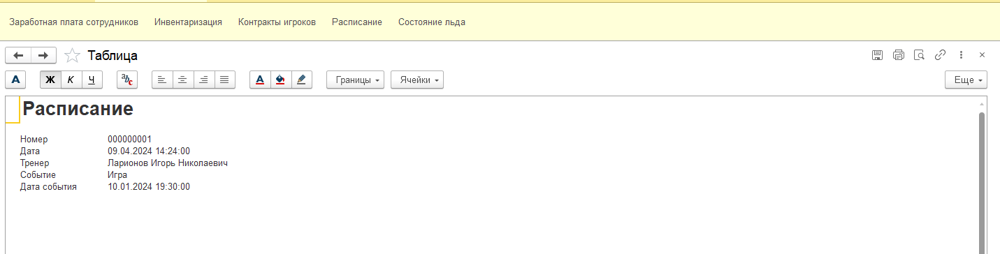 Заработная плата сотрудников Инвентаризация Контракты игроков Расписание Состояние льда
Таблица
А Ж К Ч abc А Границы Ячейки Еще
Расписание
Номер 000000001
Дата 09.04.2024 14:24:00
Тренер Ларионов Игорь Николаевич
Событие Игра
Дата события 10.01.2024 19:30:00